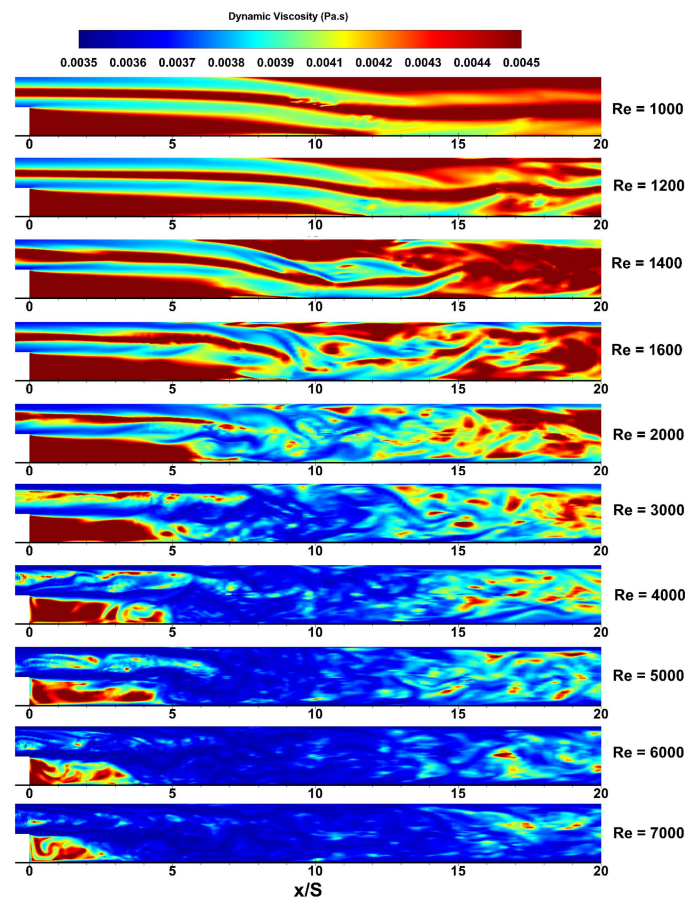 Dynamic Viscosity (Pa.s)
0.0035 0.0036 0.0037 0.0038 0.0039 0.0041 0.0042 0.0043 0.0044 0.0045
Re = 1000
0 5 10 15 20
Re = 1200
0 5 10 15 20
Re = 1400
0 5 10 15 20
Re = 1600
0 5 10 15 20
Re = 2000
0 5 10 15 20
Re = 3000
0 5 10 15 20
Re = 4000
0 5 10 15 20
Re = 5000
0 5 10 15 20
Re = 6000
0 5 10 15 20
Re = 7000
0 5 10 15 20
x/S